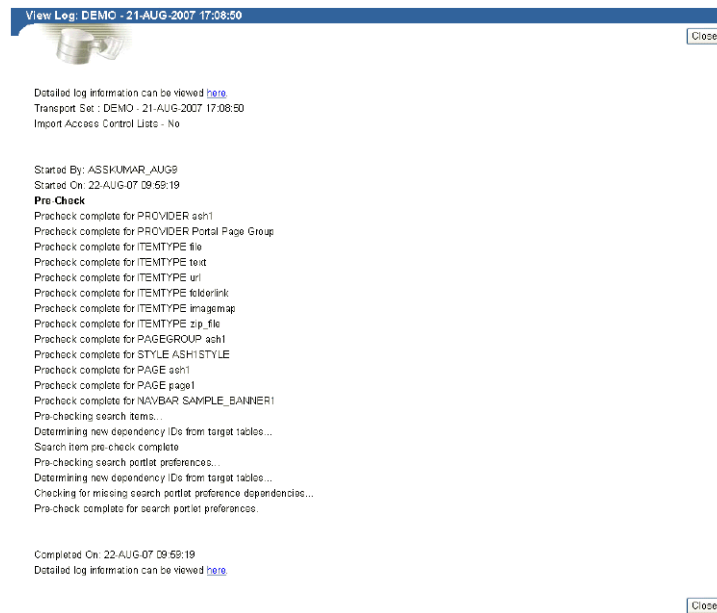 View Log: DEMO - 21-AUG-2007 17:08:50
Close
Detailed log information can be viewed here.
Transport Set : DEMO - 21-AUG-2007 17:08:50
Import Access Control Lists - No
Started By: ASSKUMAR_AUG9
Started On: 22-AUG-07 09:59:19
Pre-Check
Precheck complete for PROVIDER ash1
Precheck complete for PROVIDER Portal Page Group
Precheck complete for ITEMTYPE file
Precheck complete for ITEMTYPE text
Precheck complete for ITEMTYPE url
Precheck complete for ITEMTYPE folderlink
Precheck complete for ITEMTYPE imagemap
Precheck complete for ITEMTYPE zip_file
Precheck complete for PAGEGROUP ash1
Precheck complete for STYLE ASH1STYLE
Precheck complete for PAGE ash1
Precheck complete for PAGE page1
Precheck complete for NAVBAR SAMPLE_BANNER1
Pre-checking search items...
Determining new dependency IDs from target tables...
Search item pre-check complete
Pre-checking search portlet preferences...
Determining new dependency IDs from target tables...
Checking for missing search portlet preference dependencies...
Pre-check complete for search portlet preferences.
Completed On: 22-AUG-07 09:59:19
Detailed log information can be viewed here.
Close